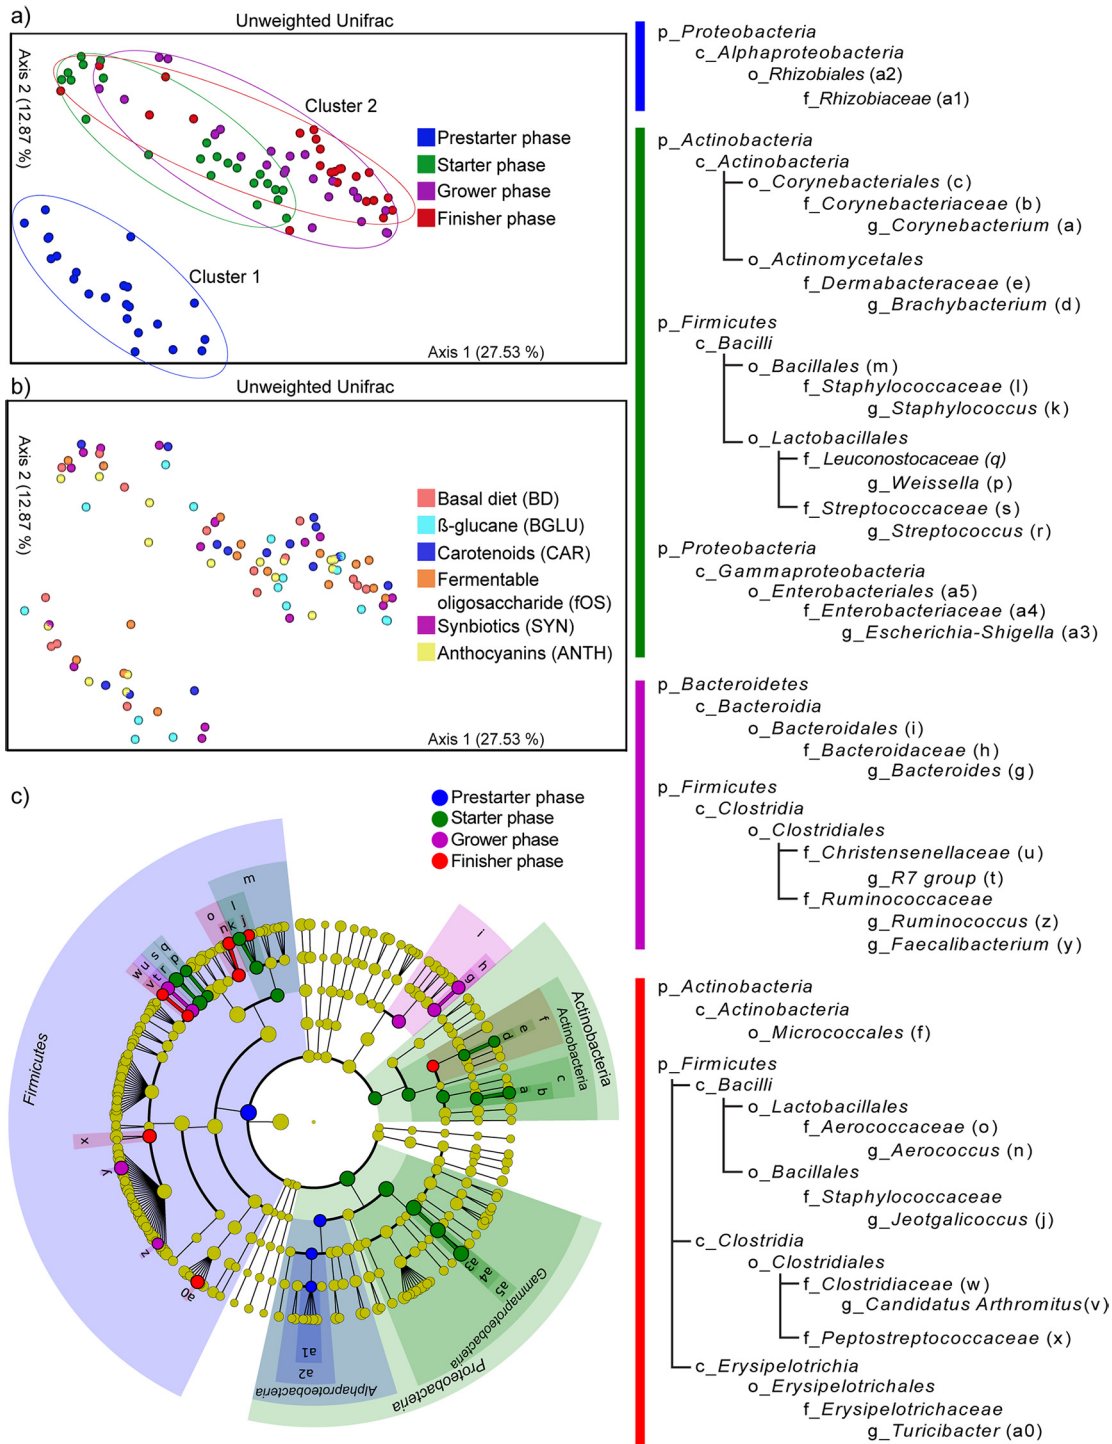 a)
Unweighted Unifrac
Axis 2 (12.87 %)
Cluster 2
Prestarter phase
Starter phase
Grower phase
Finisher phase
Cluster 1
Axis 1 (27.53 %)
b)
Unweighted Unifrac
Axis 2 (12.87 %)
Basal diet (BD)
ß-glucane (BGLU)
Carotenoids (CAR)
Fermentable
oligosaccharide (fOS)
Synbiotics (SYN)
Anthocyanins (ANTH)
Axis 1 (27.53 %)
c)
Prestarter phase
Starter phase
Grower phase
Finisher phase
Firmicutes
m
l
o
n k j
q
s p
u r
w t
v
x
y
z
a0
i
h
g
Actinobacteria
Actinobacteria
f
e
d
c
b
a
a3
a4
a5
Gammaproteobacteria
Proteobacteria
a1
a2
Alphaproteobacteria
p_Proteobacteria
c_Alphaproteobacteria
o_Rhizobiales (a2)
f_Rhizobiaceae (a1)
p_Actinobacteria
c_Actinobacteria
o_Corynebacteriales (c)
f_Corynebacteriaceae (b)
g_Corynebacterium (a)
o_Actinomycetales
f_Dermabacteraceae (e)
g_Brachybacterium (d)
p_Firmicutes
c_Bacilli
o_Bacillales (m)
f_Staphylococcaceae (l)
g_Staphylococcus (k)
o_Lactobacillales
f_Leuconostocaceae (q)
g_Weissella (p)
f_Streptococcaceae (s)
g_Streptococcus (r)
p_Proteobacteria
c_Gammaproteobacteria
o_Enterobacteriales (a5)
f_Enterobacteriaceae (a4)
g_Escherichia-Shigella (a3)
p_Bacteroidetes
c_Bacteroidia
o_Bacteroidales (i)
f_Bacteroidaceae (h)
g_Bacteroides (g)
p_Firmicutes
c_Clostridia
o_Clostridiales
f_Christensenellaceae (u)
g_R7 group (t)
f_Ruminococcaceae
g_Ruminococcus (z)
g_Faecalibacterium (y)
p_Actinobacteria
c_Actinobacteria
o_Micrococcales (f)
p_Firmicutes
c_Bacilli
o_Lactobacillales
f_Aerococcaceae (o)
g_Aerococcus (n)
o_Bacillales
f_Staphylococcaceae
g_Jeotgalicoccus (j)
c_Clostridia
o_Clostridiales
f_Clostridiaceae (w)
g_Candidatus Arthromitus(v)
f_Peptostreptococcaceae (x)
c_Erysipelotrichia
o_Erysipelotrichales
f_Erysipelotrichaceae
g_Turicibacter (a0)